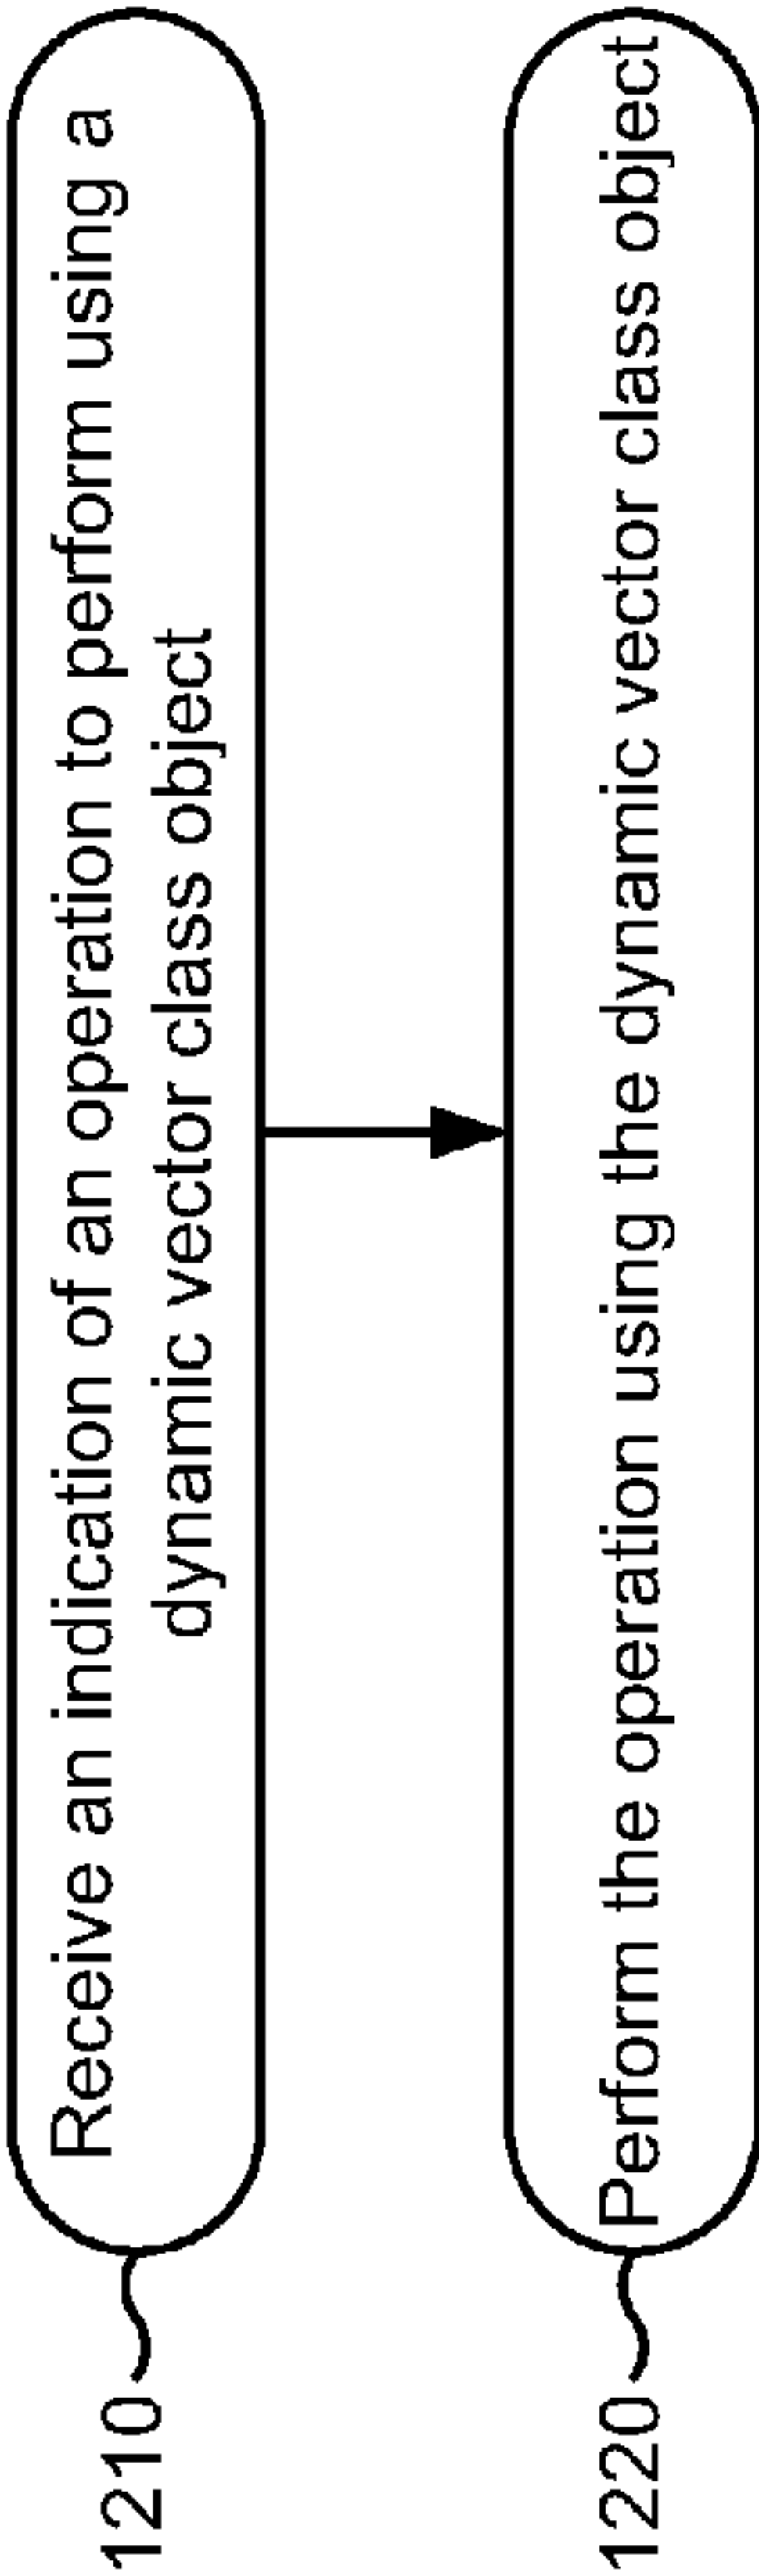 1210
Receive an indication of an operation to perform using a
dynamic vector class object
1220
Perform the operation using the dynamic vector class object